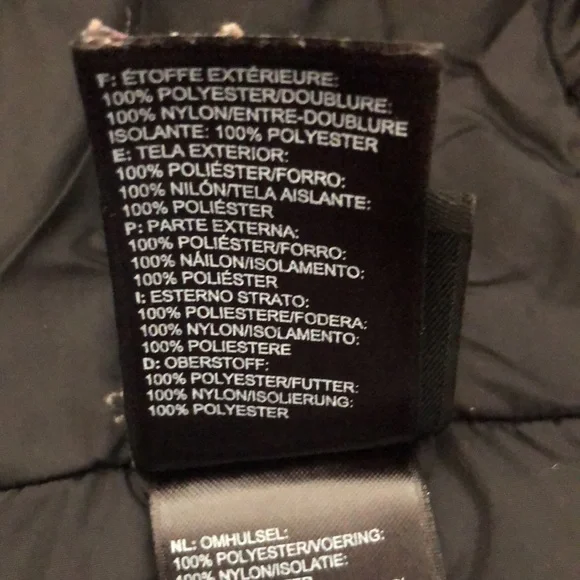 F: ÉTOFFE EXTÉRIEURE:
100% POLYESTER/DOUBLURE:
100% NYLON/ENTRE-DOUBLURE
ISOLANTE: 100% POLYESTER
E: TELA EXTERIOR:
100% POLIÉSTER/FORRO:
100% NILÓN/TELA AISLANTE:
100% POLIÉSTER
P: PARTE EXTERNA:
100% POLIÉSTER/FORRO:
100% NÁILON/ISOLAMENTO:
100% POLIÉSTER
I: ESTERNO STRATO:
100% POLIESTERE/FODERA:
100% NYLON/ISOLAMENTO:
100% POLIESTERE
D: OBERSTOFF:
100% POLYESTER/FUTTER:
100% NYLON/ISOLIERUNG:
100% POLYESTER
NL: OMHULSEL:
100% POLYESTER/VOERING:
100% NYLON/ISOLATIE: